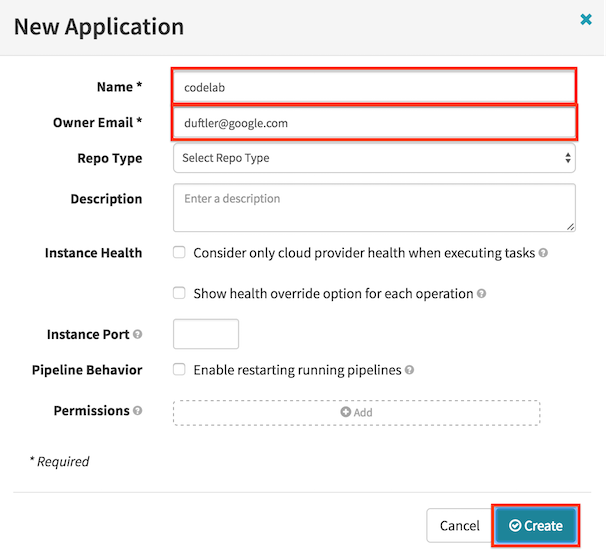 New Application
Name *
codelab
Owner Email *
duftler@google.com
Repo Type
Select Repo Type
Description
Enter a description
Instance Health
Consider only cloud provider health when executing tasks
Show health override option for each operation
Instance Port
Pipeline Behavior
Enable restarting running pipelines
Permissions
Add
* Required
Cancel
Create